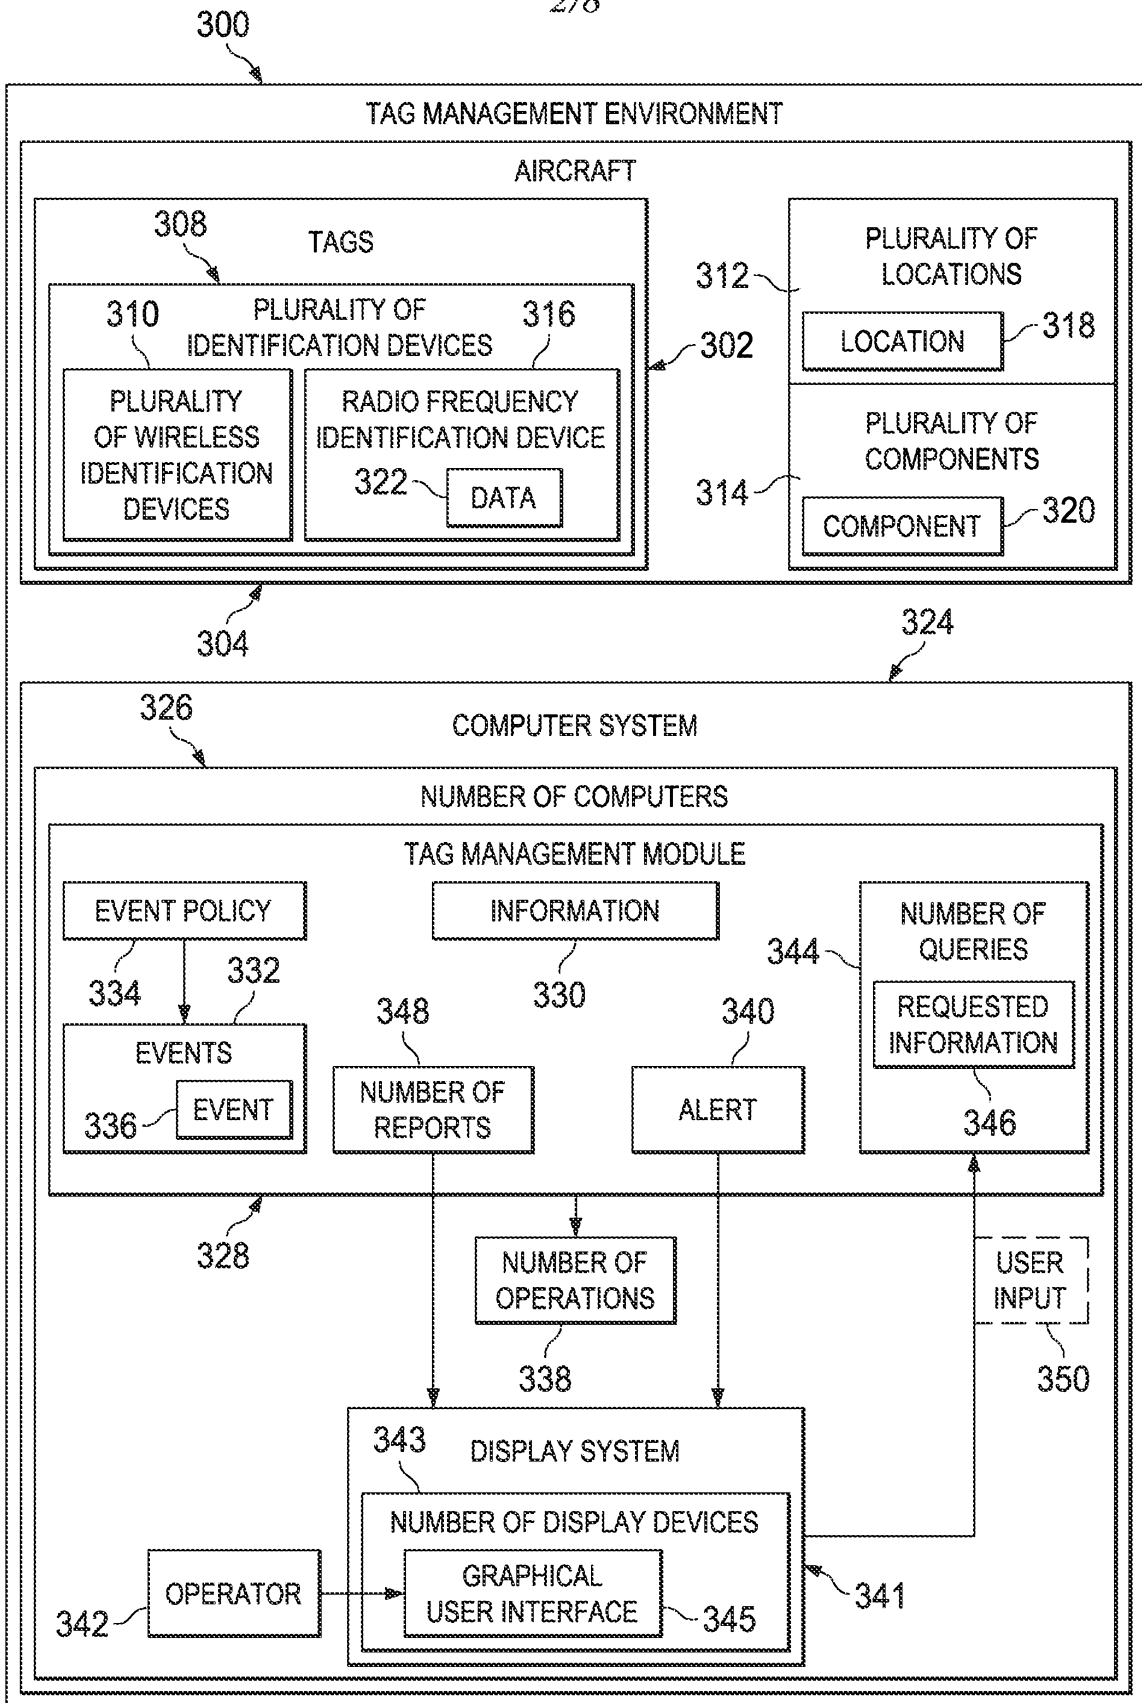 300
TAG MANAGEMENT ENVIRONMENT
AIRCRAFT
308
TAGS
310
PLURALITY OF
IDENTIFICATION DEVICES
316
302
PLURALITY
OF WIRELESS
IDENTIFICATION
DEVICES
RADIO FREQUENCY
IDENTIFICATION DEVICE
322
DATA
PLURALITY OF
LOCATIONS
312
LOCATION
318
PLURALITY OF
COMPONENTS
314
COMPONENT
320
304
324
326
COMPUTER SYSTEM
NUMBER OF COMPUTERS
TAG MANAGEMENT MODULE
EVENT POLICY
334
332
EVENTS
336
EVENT
INFORMATION
330
348
NUMBER OF
REPORTS
340
ALERT
NUMBER OF
QUERIES
344
REQUESTED
INFORMATION
346
328
NUMBER OF
OPERATIONS
338
USER
INPUT
350
343
DISPLAY SYSTEM
NUMBER OF DISPLAY DEVICES
OPERATOR
342
GRAPHICAL
USER INTERFACE
345
341